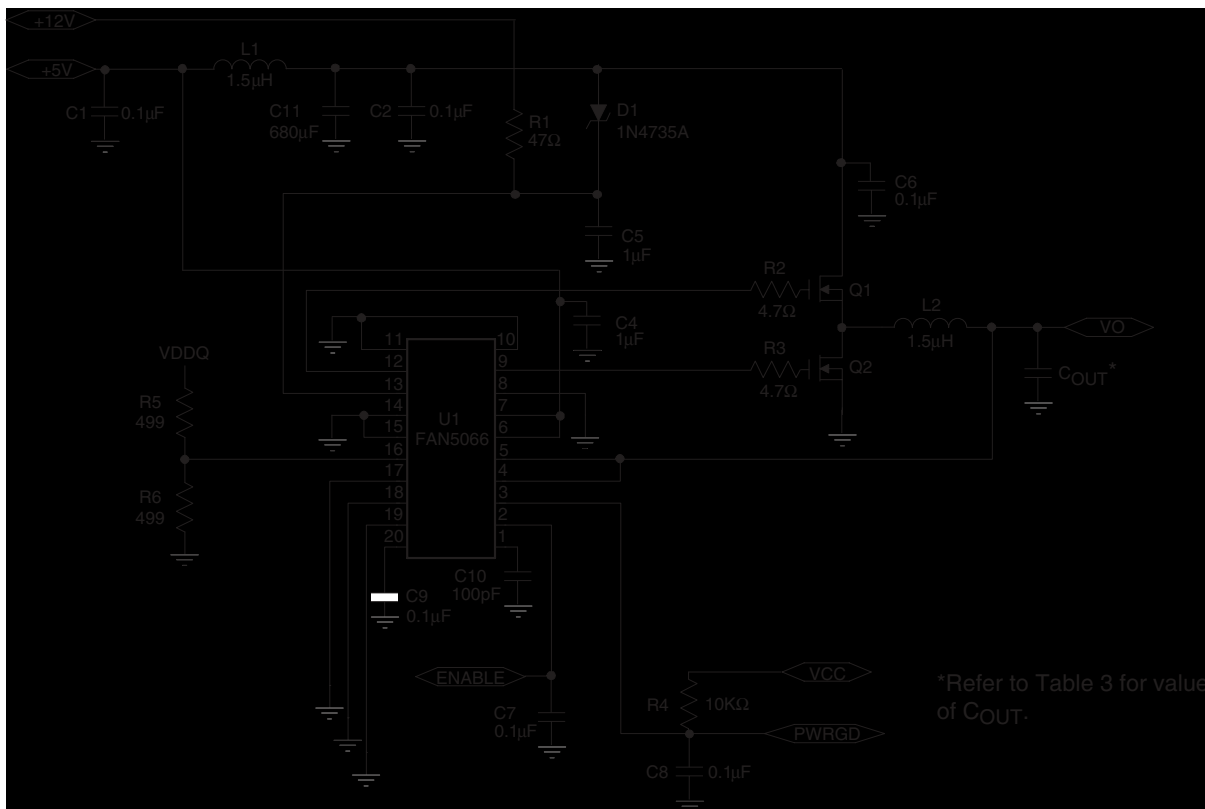 +12V
+5V
L1
1.5µH
C1
0.1µF
C11
680µF
C2
0.1µF
R1
47Ω
D1
1N4735A
C6
0.1µF
C5
1µF
R2
4.7Ω
Q1
L2
1.5µH
VO
C4
1µF
R3
4.7Ω
Q2
COUT*
VDDQ
R5
499
R6
499
U1
FAN5066
11
12
13
14
15
16
17
18
19
20
10
9
8
7
6
5
4
3
2
1
C9
0.1µF
C10
100pF
ENABLE
C7
0.1µF
VCC
R4
10KΩ
PWRGD
C8
0.1µF
*Refer to Table 3 for value
of COUT.